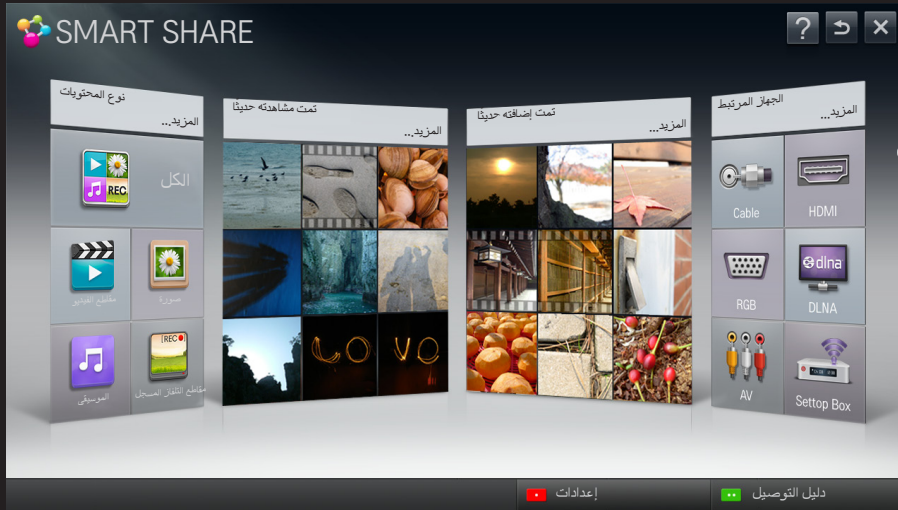 SMART SHARE
?
نوع المحتويات
المزيد...
الكل
REC
مقاطع الفيديو
صورة
الموسيقى
[REC]
مقاطع التلفاز المسجل
تمت مشاهدته حديثًا
المزيد...
LOVO
تمت إضافته حديثًا
المزيد...
الجهاز المرتبط
المزيد...
Cable
HDMI
RGB
dlna
DLNA
AV
Settop Box
إعدادات
دليل التوصيل